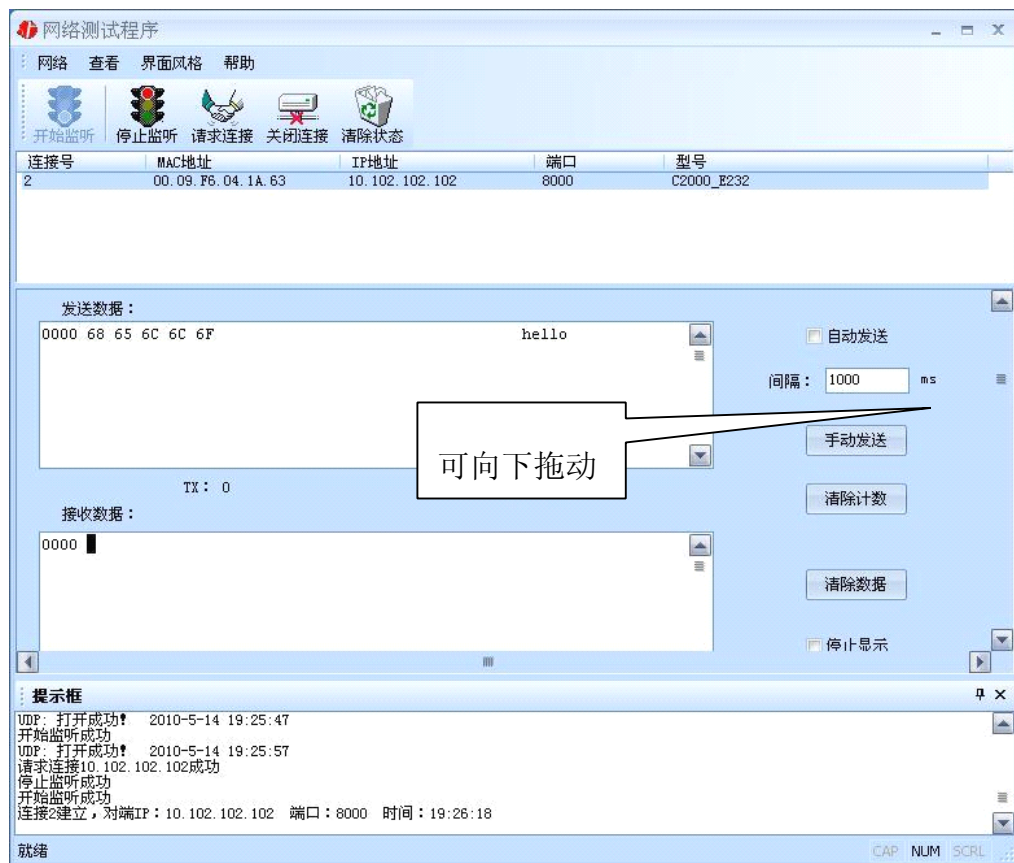 网络测试程序
网络 查看 界面风格 帮助
开始监听 停止监听 请求连接 关闭连接 清除状态
连接号 MAC地址 IP地址 端口 型号
2 00.09.F6.04.1A.63 10.102.102.102 8000 C2000_E232
发送数据：
0000 68 65 6C 6C 6F hello
自动发送
间隔： 1000 ms
手动发送
可向下拖动
TX： 0
清除计数
接收数据：
0000
清除数据
停止显示
提示框
UDP: 打开成功! 2010-5-14 19:25:47
开始监听成功
UDP: 打开成功! 2010-5-14 19:25:57
请求连接10.102.102.102成功
停止监听成功
开始监听成功
连接2建立，对端IP：10.102.102.102 端口：8000 时间：19:26:18
就绪 CAP NUM SCRL